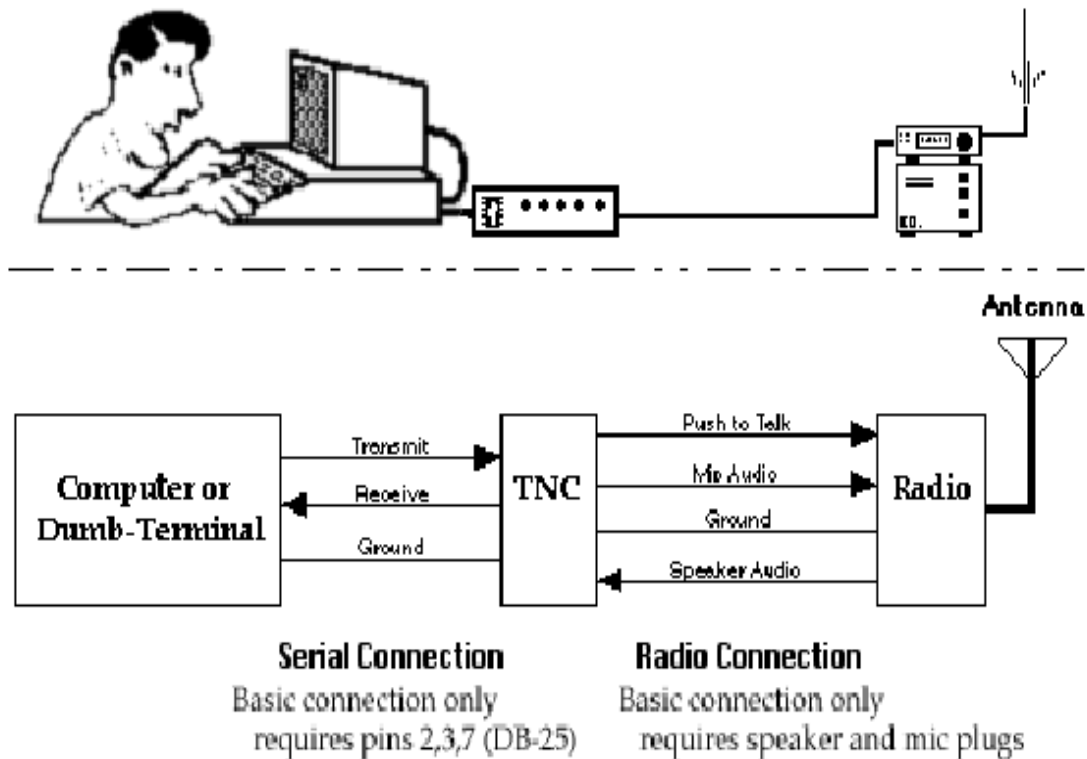 Antenna
Push to Talk
Transmit
Mic Audio
Computer or
Dumb-Terminal
Receive
TNC
Radio
Ground
Ground
Speaker Audio
Serial Connection
Radio Connection
Basic connection only
requires pins 2,3,7 (DB-25)
Basic connection only
requires speaker and mic plugs